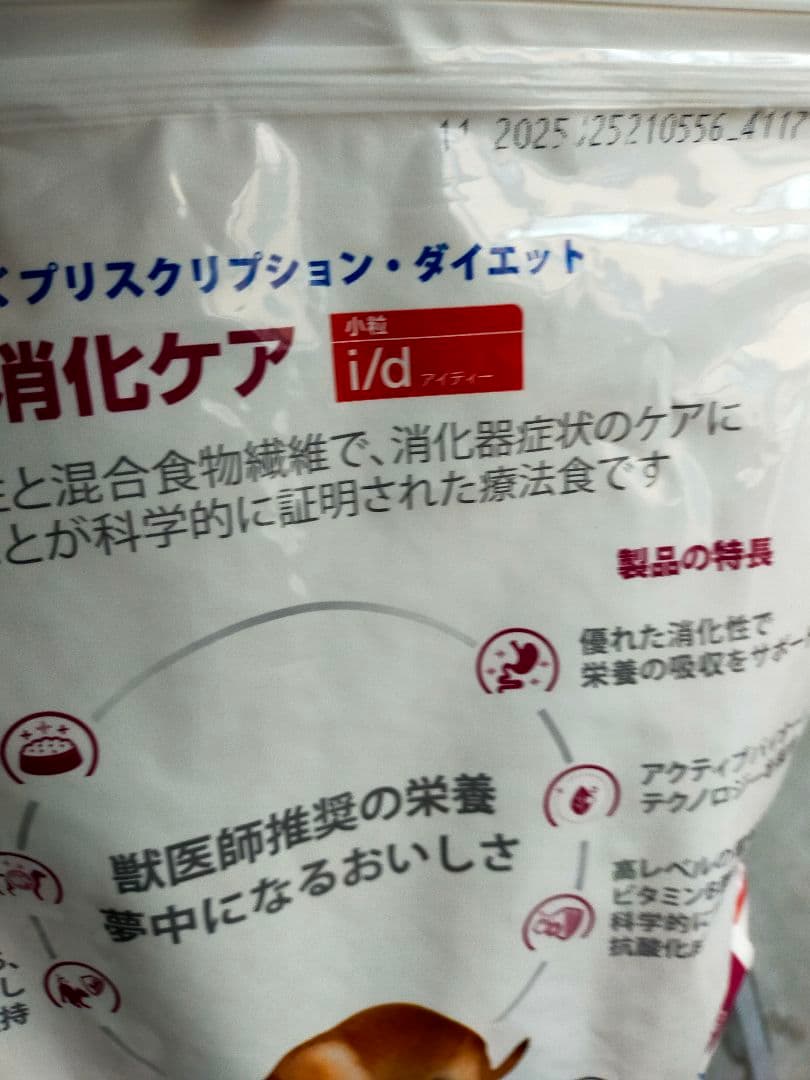 11 2025 25210556_4117
プリスクリプション・ダイエット
消化ケア
小粒
i/d アイディー
と混合食物繊維で、消化器症状のケアに
とが科学的に証明された療法食です
製品の特長
優れた消化性で
栄養の吸収をサポー
アクティブバイオ
テクノロジー
獣医師推奨の栄養
夢中になるおいしさ
高レベルの
ビタミン
科学的に
抗酸化
し
持